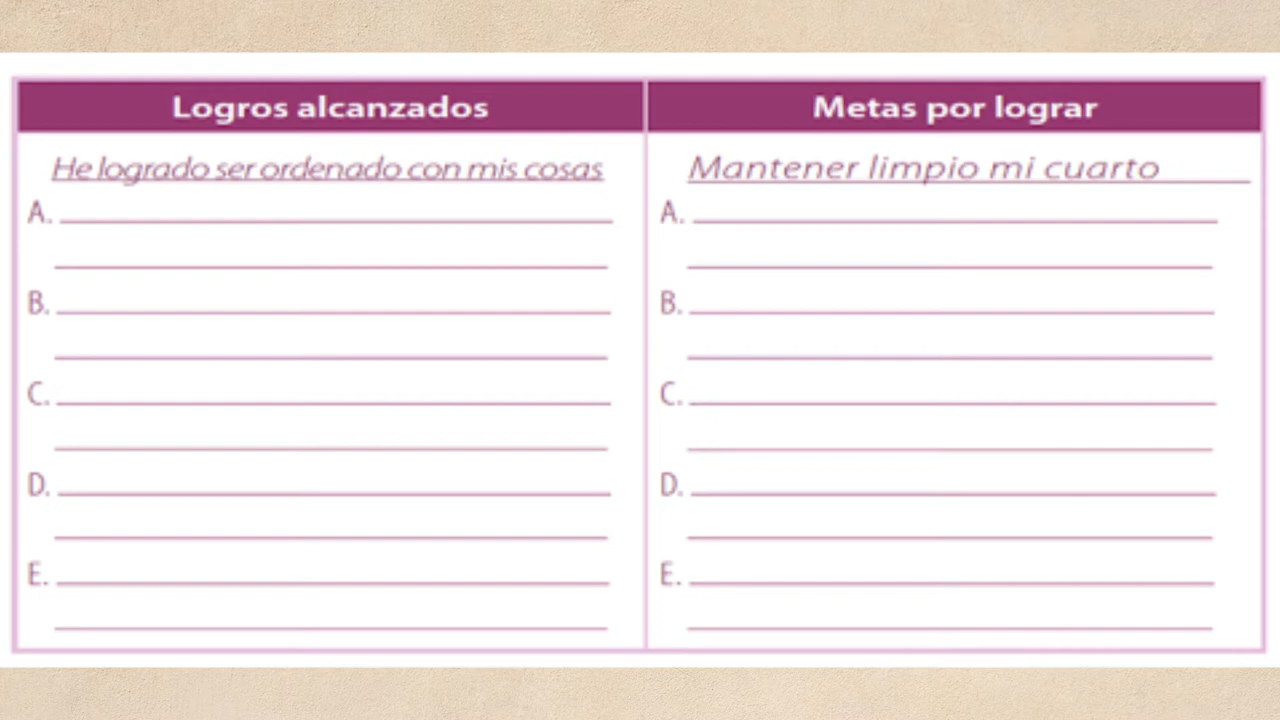 Logros alcanzados
He logrado ser ordenado con mis cosas
A.
B.
C.
D.
E.
Metas por lograr
Mantener limpio mi cuarto
A.
B.
C.
D.
E.